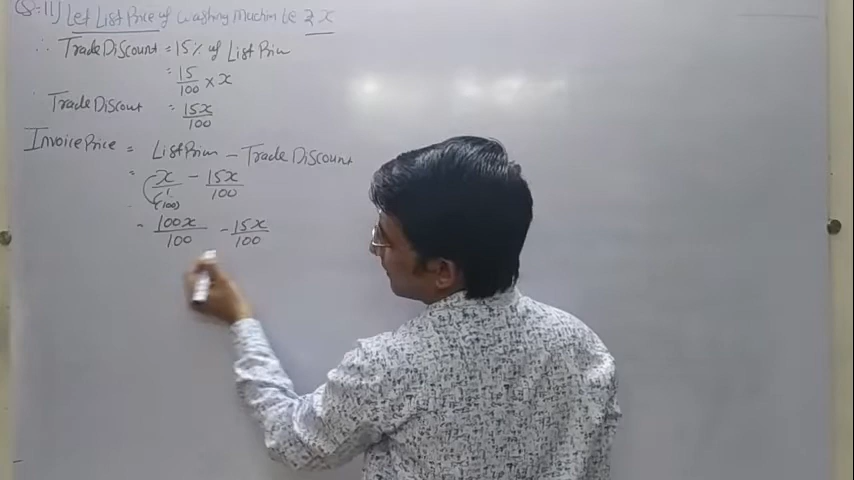 Q:11) Let List Price of Washing Machin be ₹ x
∴ Trade Discount = 15% of List Price
= 15/100 × x
Trade Discount = 15x/100
Invoice Price = List Price - Trade Discount
= x/1 - 15x/100
(100)
= 100x/100 - 15x/100